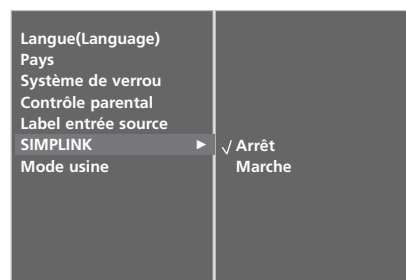 Langue(Language)
Pays
Système de verrou
Contrôle parental
Label entrée source
SIMPLINK
Mode usine
Arrêt
Marche